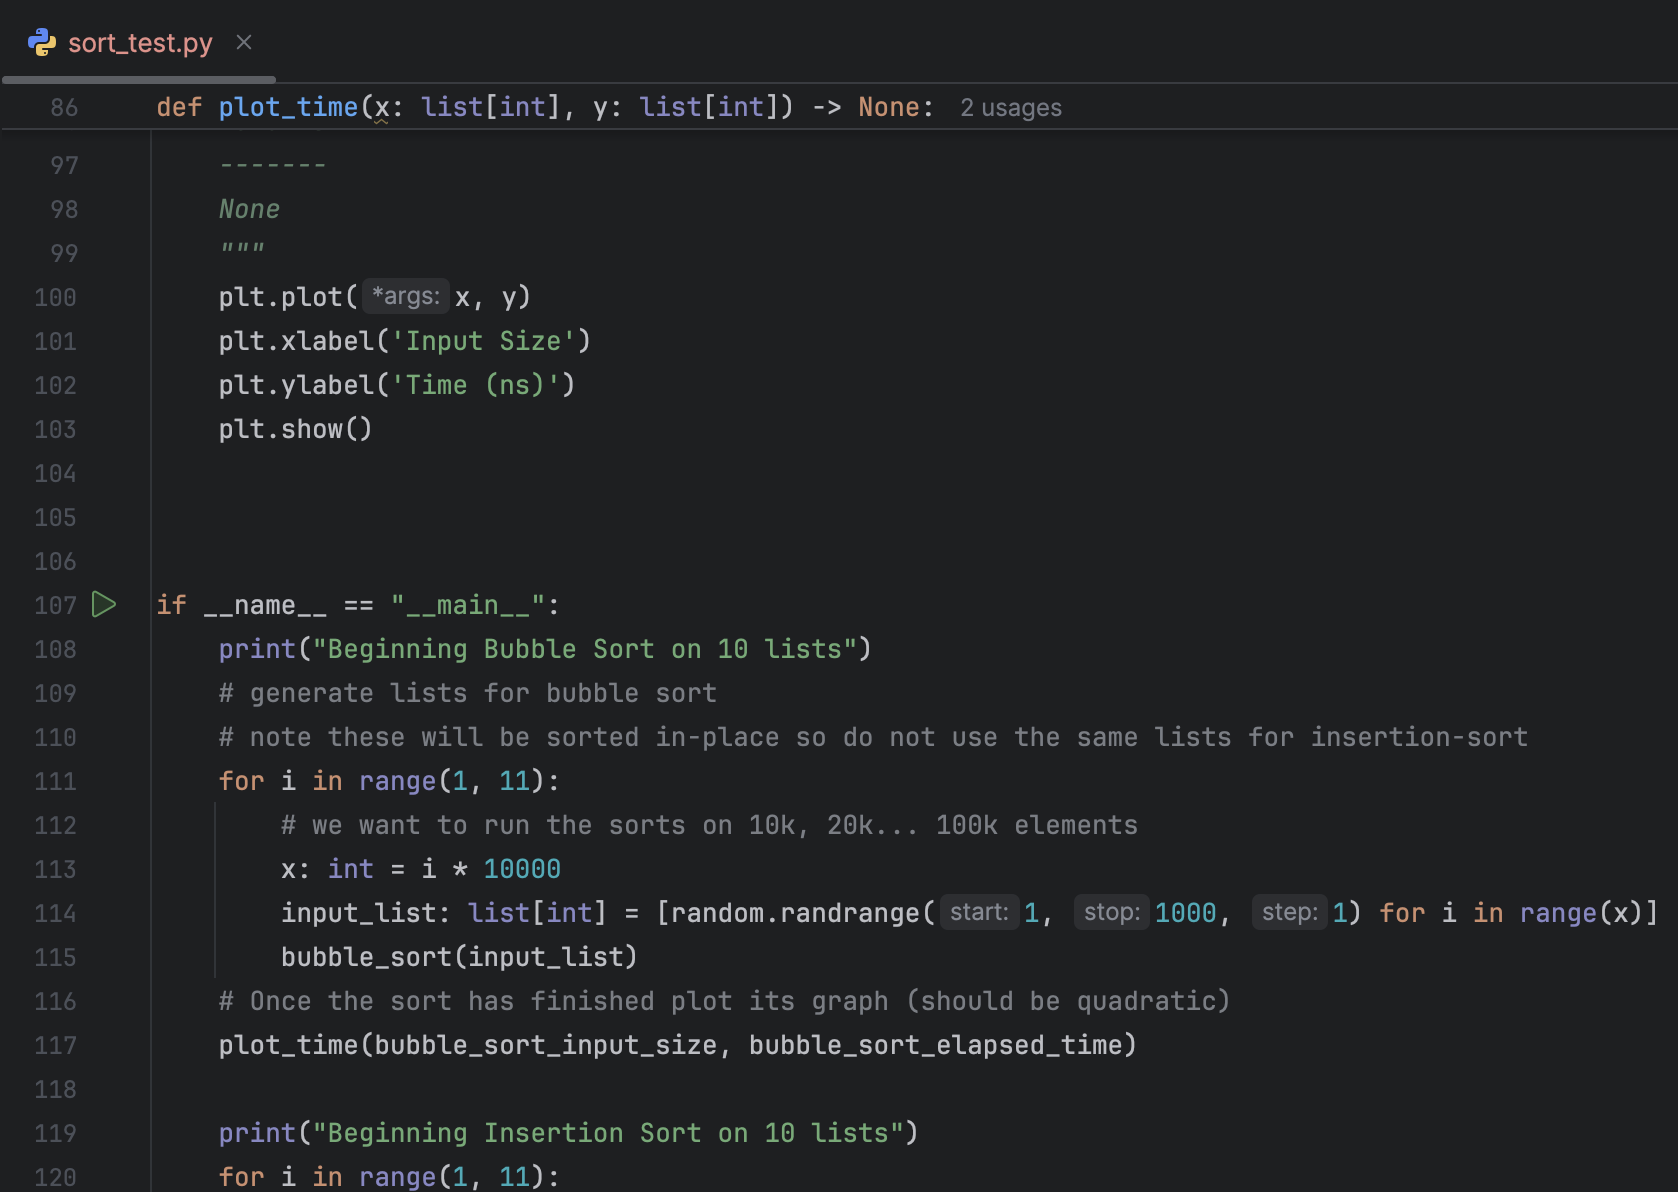 sort_test.py
86 def plot_time(x: list[int], y: list[int]) -> None: 2 usages
97 -------
98 None
99 """
100 plt.plot( *args: x, y)
101 plt.xlabel('Input Size')
102 plt.ylabel('Time (ns)')
103 plt.show()
104
105
106
107 if __name__ == "__main__":
108 print("Beginning Bubble Sort on 10 lists")
109 # generate lists for bubble sort
110 # note these will be sorted in-place so do not use the same lists for insertion-sort
111 for i in range(1, 11):
112 # we want to run the sorts on 10k, 20k... 100k elements
113 x: int = i * 10000
114 input_list: list[int] = [random.randrange( start: 1, stop: 1000, step: 1) for i in range(x)]
115 bubble_sort(input_list)
116 # Once the sort has finished plot its graph (should be quadratic)
117 plot_time(bubble_sort_input_size, bubble_sort_elapsed_time)
118
119 print("Beginning Insertion Sort on 10 lists")
120 for i in range(1, 11):